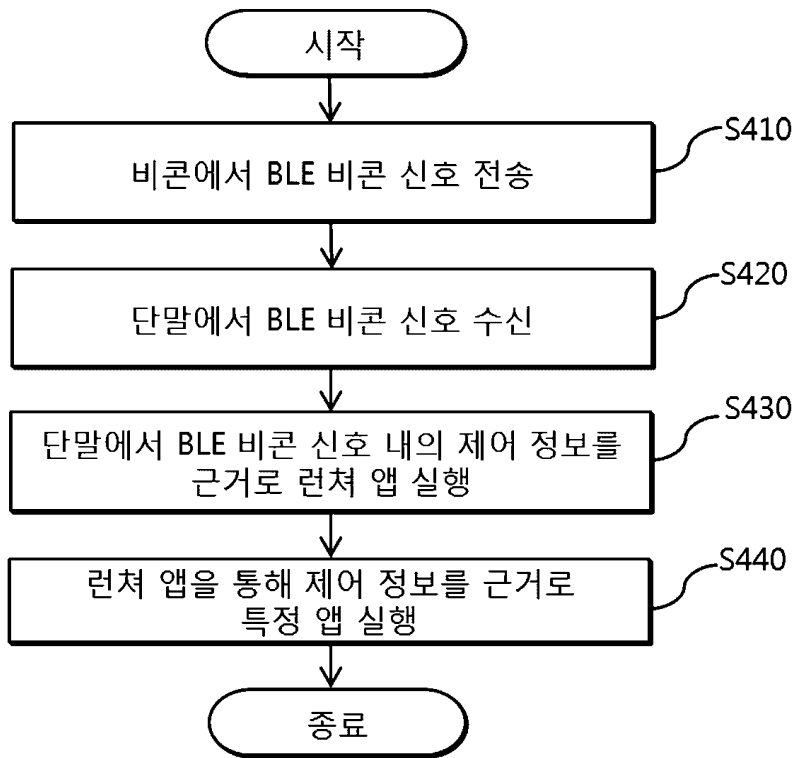 시작
비콘에서 BLE 비콘 신호 전송
S410
단말에서 BLE 비콘 신호 수신
S420
단말에서 BLE 비콘 신호 내의 제어 정보를
근거로 런쳐 앱 실행
S430
런쳐 앱을 통해 제어 정보를 근거로
특정 앱 실행
S440
종료